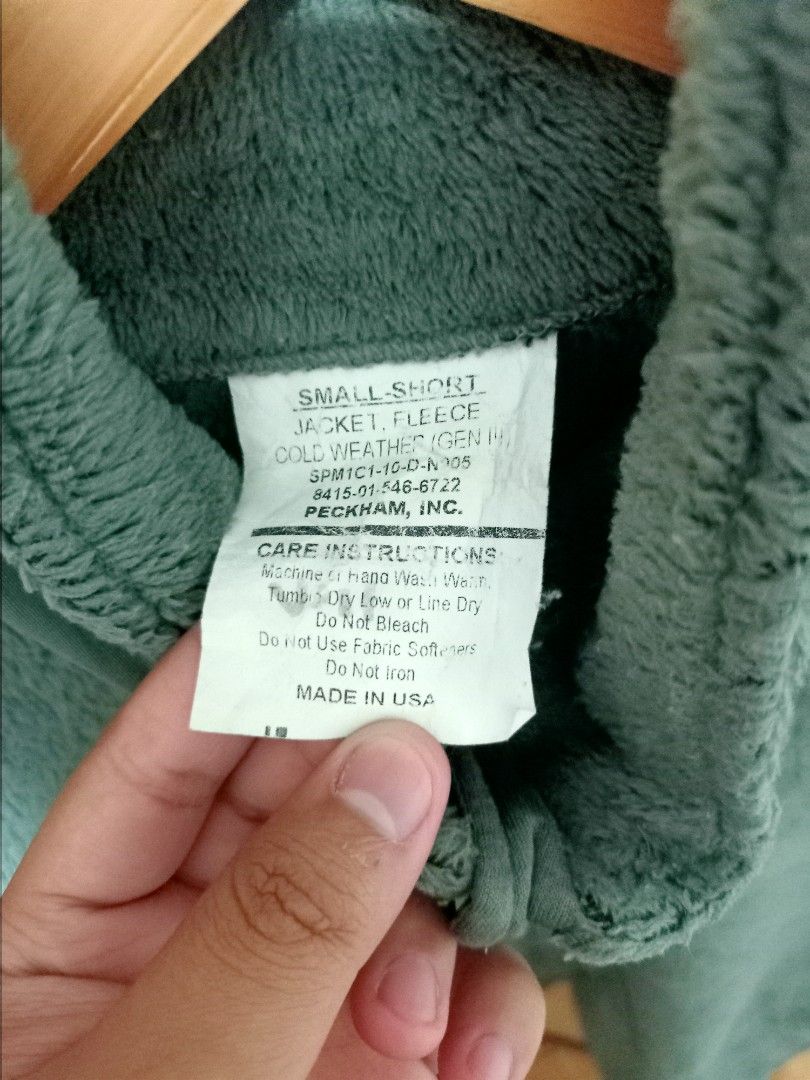 SMALL-SHORT
JACKET, FLEECE
COLD WEATHER (GEN III)
SPM1C1-10-D-N005
8415-01-546-6722
PECKHAM, INC.
CARE INSTRUCTIONS
Machine or Hand Wash Warm,
Tumble Dry Low or Line Dry
Do Not Bleach
Do Not Use Fabric Softeners
Do Not Iron
MADE IN USA